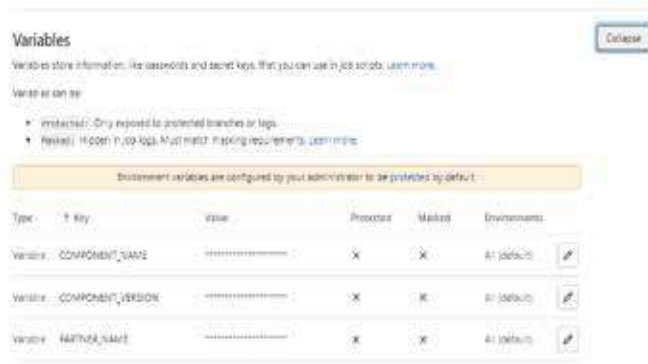 Variables
Collapse
Variables store information, like passwords and secret keys, that you can use in job scripts. Learn more.
Variables can be:
Protected: Only exposed to protected branches or tags.
Masked: Hidden in job logs. Must match masking requirements. Learn more.
Environment variables are configured by your administrator to be protected by default.
Type ↑ Key Value Protected Masked Environments
Variable COMPONENT_NAME ******************** × × All (default)
Variable COMPONENT_VERSION ******************** × × All (default)
Variable PARTNER_NAME ******************** × × All (default)